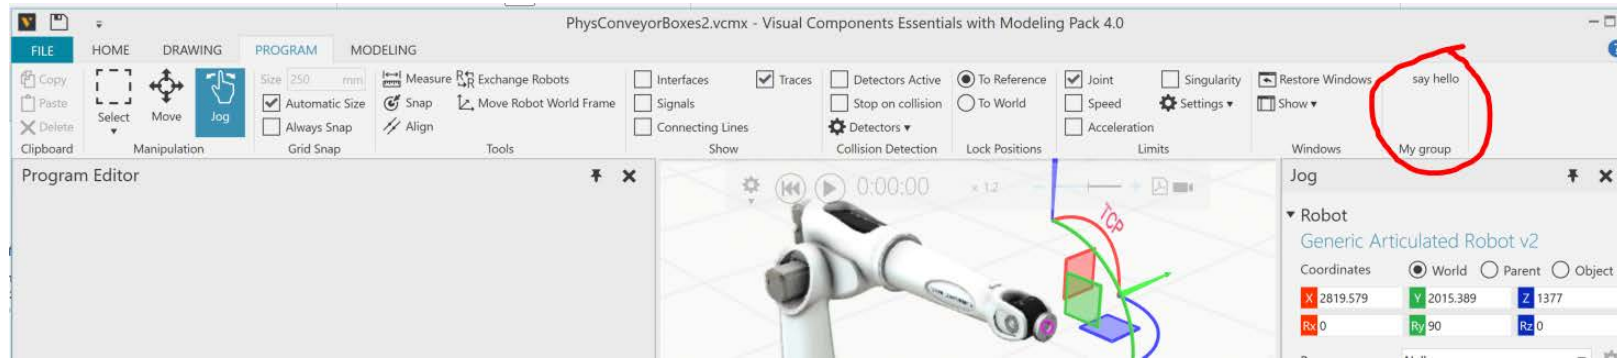 PhysConveyorBoxes2.vcmx - Visual Components Essentials with Modeling Pack 4.0
FILE HOME DRAWING PROGRAM MODELING
Copy
Paste
Delete
Clipboard
Select
Move
Jog
Manipulation
Size 250 mm
Automatic Size
Always Snap
Grid Snap
Measure
Snap
Align
Exchange Robots
Move Robot World Frame
Tools
Interfaces
Signals
Connecting Lines
Traces
Show
Detectors Active
Stop on collision
Detectors
Collision Detection
To Reference
To World
Lock Positions
Joint
Speed
Acceleration
Singularity
Settings
Limits
Restore Windows
Show
Windows
say hello
My group
Program Editor
0:00:00 x 1.2
TCP
Jog
Robot
Generic Articulated Robot v2
Coordinates World Parent Object
X 2819.579 Y 2015.389 Z 1377
Rx 0 Ry 90 Rz 0